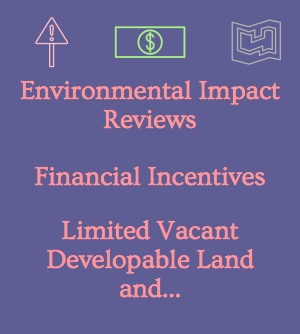 Environmental Impact
Reviews
Financial Incentives
Limited Vacant
Developable Land
and...